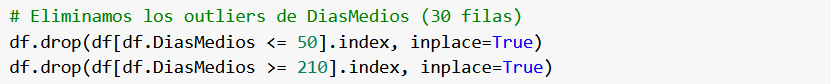 # Eliminamos los outliers de DiasMedios (30 filas)
df.drop(df[df.DiasMedios <= 50].index, inplace=True)
df.drop(df[df.DiasMedios >= 210].index, inplace=True)